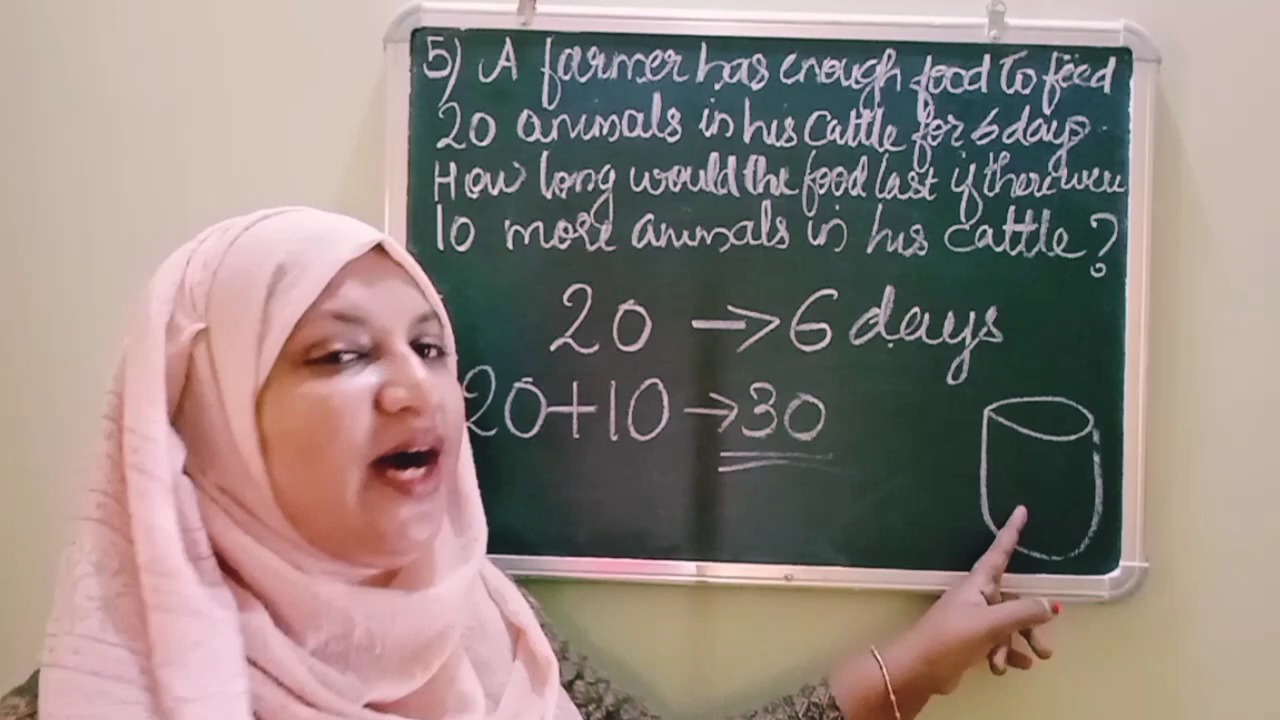 5) A farmer has enough food to feed
20 animals in his cattle for 6 days.
How long would the food last if there were
10 more animals in his cattle?
20 → 6 days
20+10 → 30